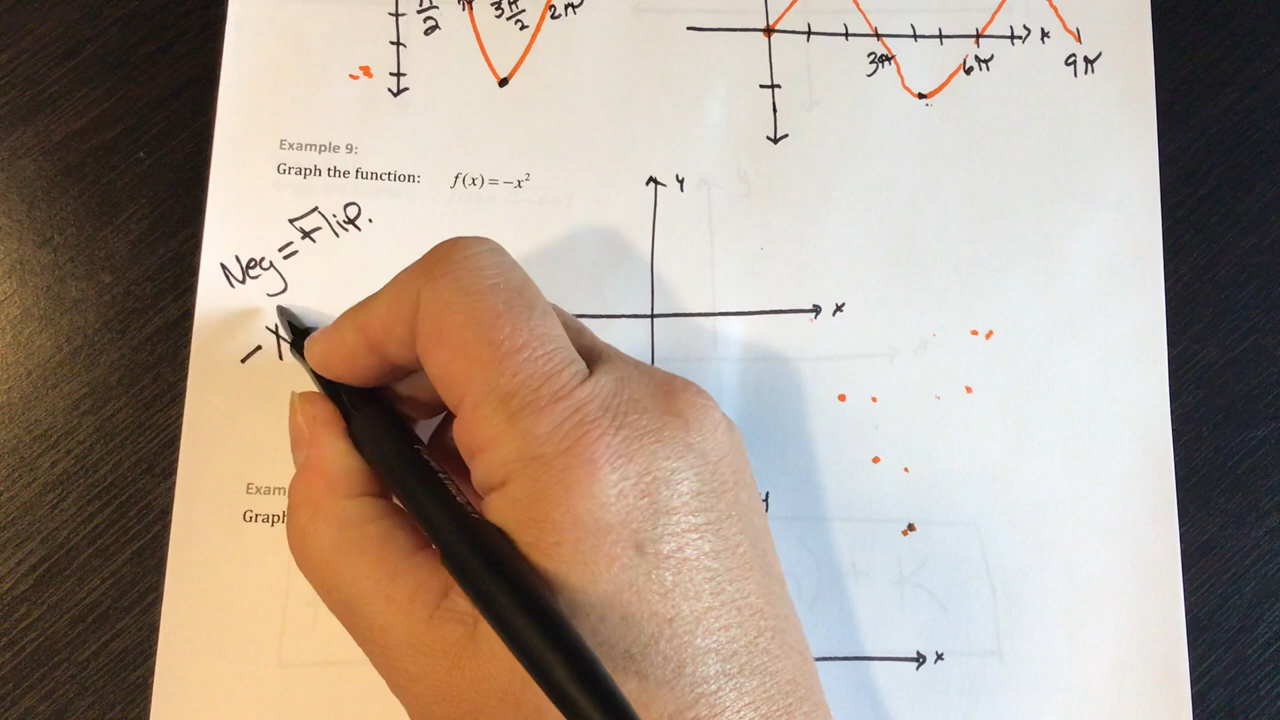 π/2 π 3π/2 2π
x
3π 6π 9π
Example 9:
Graph the function: f(x)=−x²
y
Neg = Flip.
x
−x
Exam
Graph
y
x